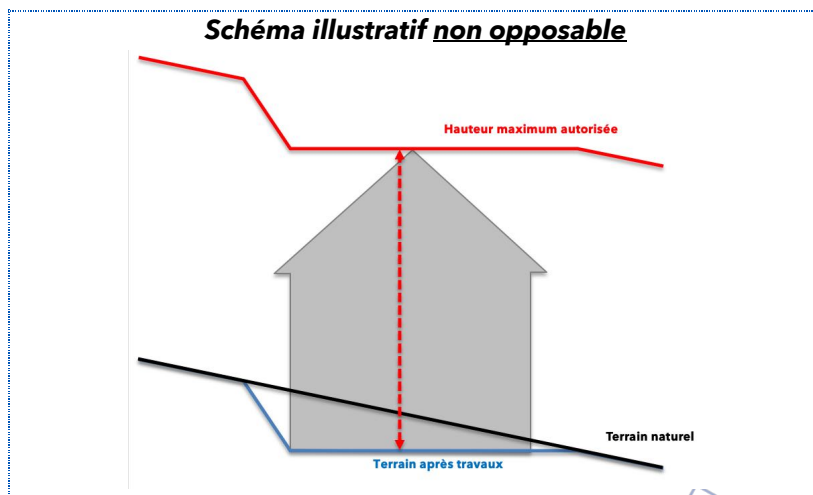 Schéma illustratif non opposable
Hauteur maximum autorisée
Terrain naturel
Terrain après travaux